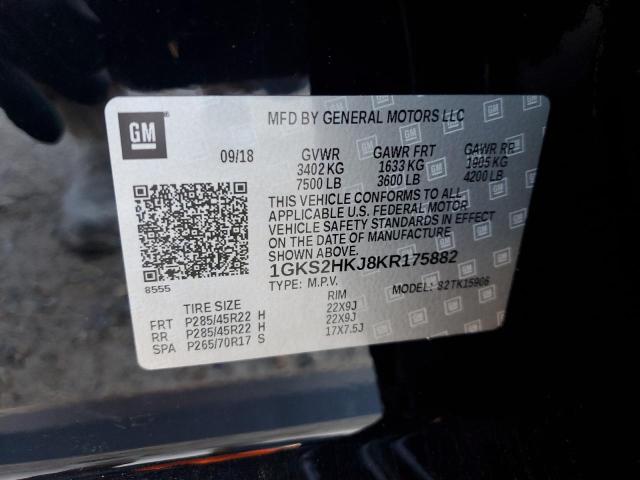 MFD BY GENERAL MOTORS LLC
GM
09/18 GVWR GAWR FRT GAWR RR
3402 KG 1633 KG 1905 KG
7500 LB 3600 LB 4200 LB
THIS VEHICLE CONFORMS TO ALL
APPLICABLE U.S. FEDERAL MOTOR
VEHICLE SAFETY STANDARDS IN EFFECT
ON THE DATE OF MANUFACTURE
SHOWN ABOVE.
1GKS2HKJ8KR175882
8555 TYPE: M.P.V. S2TK15906
TIRE SIZE RIM
FRT P285/45R22 H 22X9J
RR P285/45R22 H 22X9J
SPA P265/70R17 S 17X7.5J